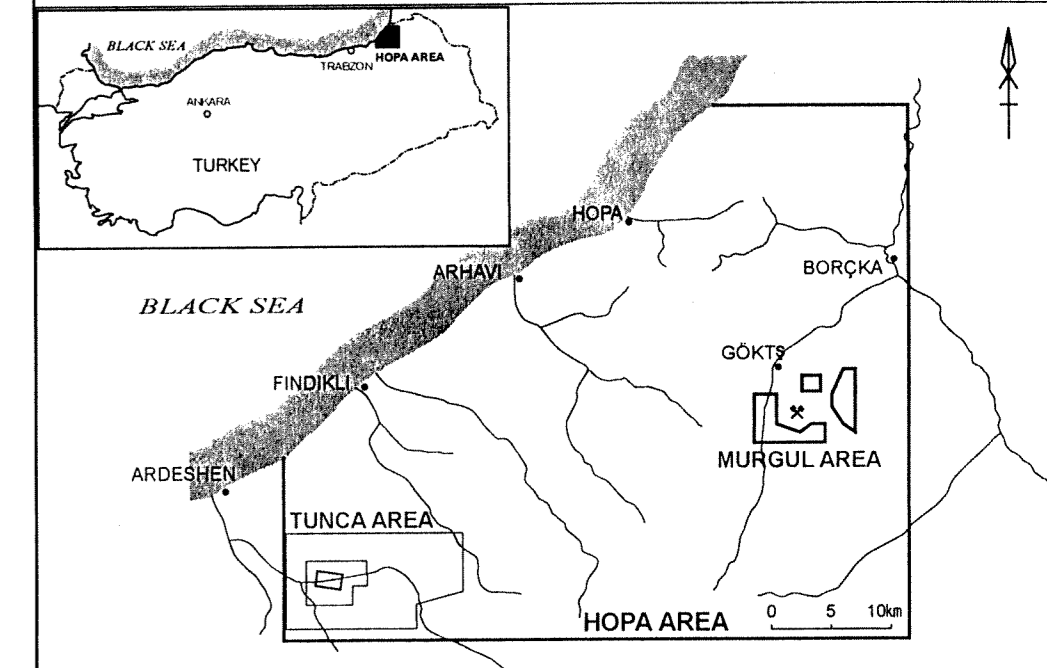 BLACK SEA
TRABZON
HOPA AREA
ANKARA
TURKEY
HOPA
ARHAVI
BORÇKA
BLACK SEA
GÖKTŞ
FINDIKLI
MURGUL AREA
ARDESHEN
TUNCA AREA
0 5 10km
HOPA AREA